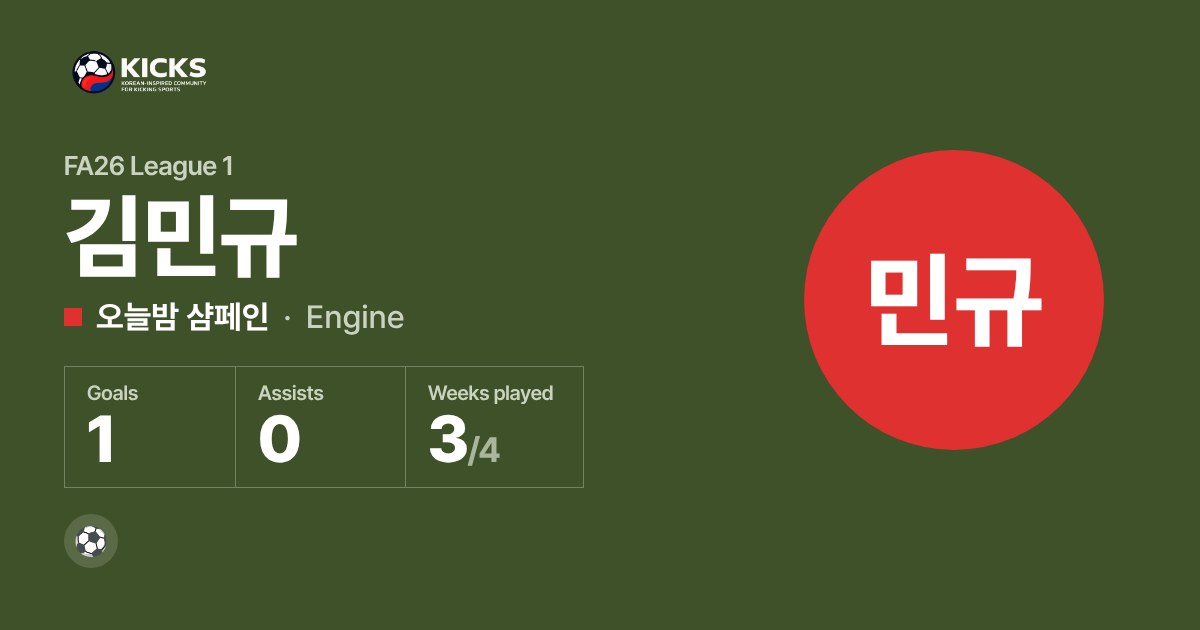 KICKS
KOREAN-INSPIRED COMMUNITY
FOR KICKING SPORTS
FA26 League 1
김민규
오늘밤 샴페인 · Engine
Goals
1
Assists
0
Weeks played
3/4
민규